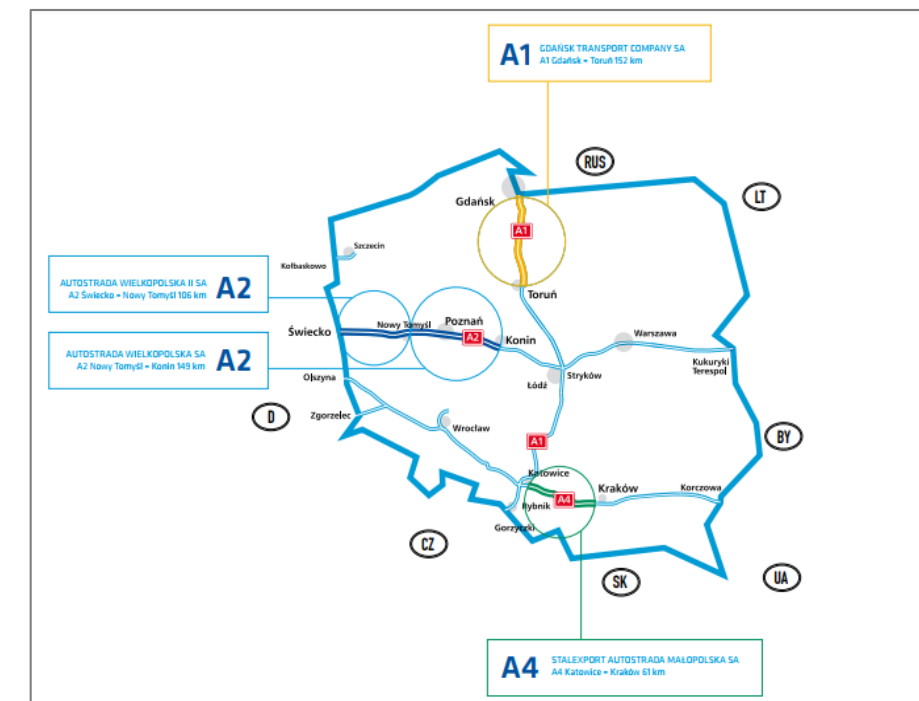 A1 GDAŃSK TRANSPORT COMPANY SA
A1 Gdańsk – Toruń 152 km
RUS
LT
Gdańsk
A1
Szczecin
Kołbaskowo
AUTOSTRADA WIELKOPOLSKA II SA
A2 Świecko – Nowy Tomyśl 106 km
A2
Toruń
Świecko
Nowy Tomyśl
Poznań
A2
Konin
Warszawa
AUTOSTRADA WIELKOPOLSKA SA
A2 Nowy Tomyśl – Konin 149 km
A2
Kukuryki
Terespol
Olszyna
Łódź
Stryków
D
Zgorzelec
Wrocław
A1
BY
Katowice
Kraków
Korczowa
A4
Rybnik
Gorzyczki
CZ
SK
UA
A4 STALEXPORT AUTOSTRADA MAŁOPOLSKA SA
A4 Katowice – Kraków 61 km